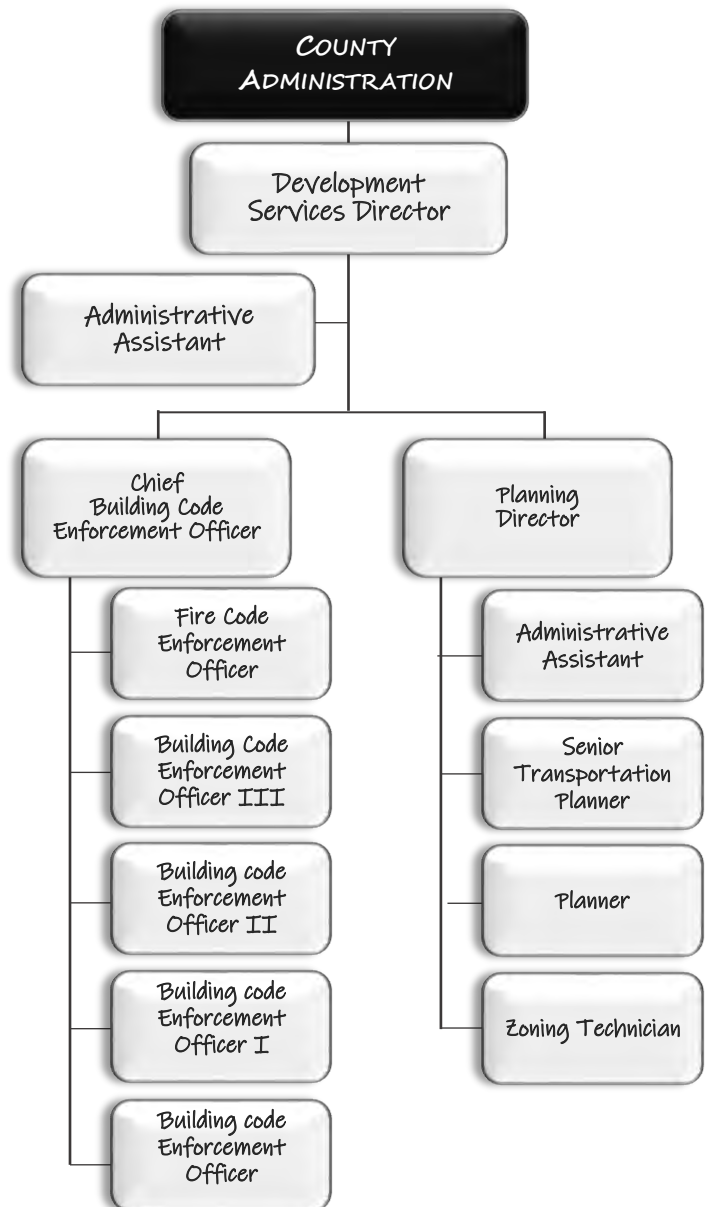 COUNTY
ADMINISTRATION
Development
Services Director
Administrative
Assistant
Chief
Building Code
Enforcement Officer
Fire Code
Enforcement
Officer
Building Code
Enforcement
Officer III
Building code
Enforcement
Officer II
Building code
Enforcement
Officer I
Building code
Enforcement
Officer
Planning
Director
Administrative
Assistant
Senior
Transportation
Planner
Planner
Zoning Technician